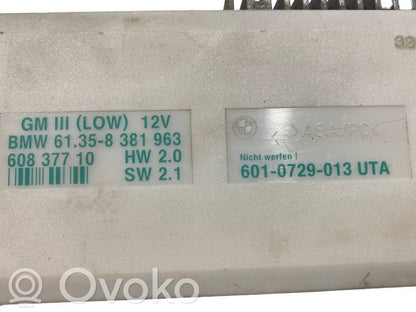 GM III (LOW) 12V
BMW 61.35-8 381 963
608 377 10 HW 2.0
SW 2.1
Nicht werfen !
601-0729-013 UTA
Ovoko